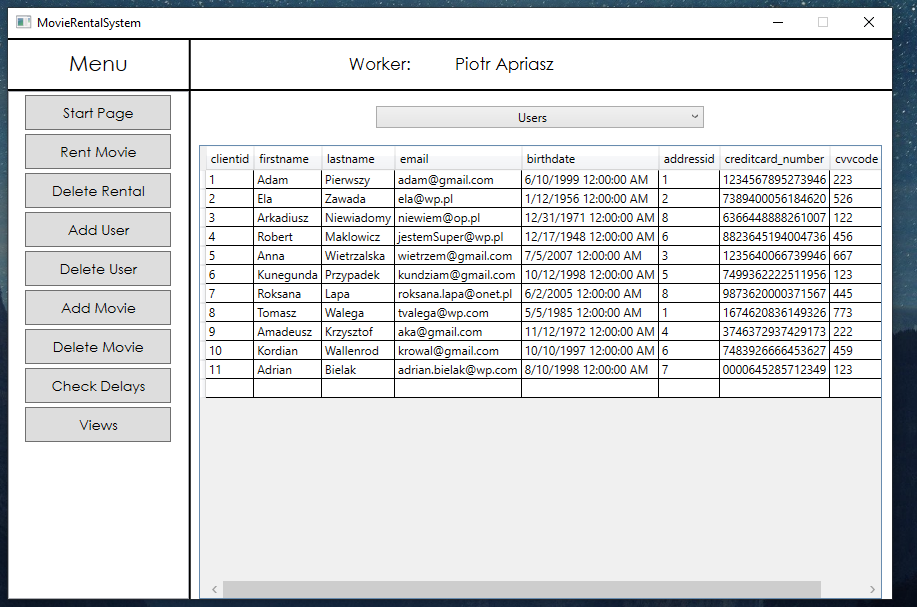 MovieRentalSystem
Menu
Worker: Piotr Apriasz
Start Page
Rent Movie
Delete Rental
Add User
Delete User
Add Movie
Delete Movie
Check Delays
Views
Users
clientid firstname lastname email birthdate addressid creditcard_number cvvcode
1 Adam Pierwszy adam@gmail.com 6/10/1999 12:00:00 AM 1 1234567895273946 223
2 Ela Zawada ela@wp.pl 1/12/1956 12:00:00 AM 2 7389400056184620 526
3 Arkadiusz Niewiadomy niewiem@op.pl 12/31/1971 12:00:00 AM 8 6366448888261007 122
4 Robert Maklowicz jestemSuper@wp.pl 12/17/1948 12:00:00 AM 6 8823645194004736 456
5 Anna Wietrzalska wietrzem@gmail.com 7/5/2007 12:00:00 AM 3 1235640066739946 667
6 Kunegunda Przypadek kundziam@gmail.com 10/12/1998 12:00:00 AM 5 7499362222511956 123
7 Roksana Lapa roksana.lapa@onet.pl 6/2/2005 12:00:00 AM 8 9873620000371567 445
8 Tomasz Walega tvalega@wp.com 5/5/1985 12:00:00 AM 1 1674620836149326 773
9 Amadeusz Krzysztof aka@gmail.com 11/12/1972 12:00:00 AM 4 3746372937429173 222
10 Kordian Wallenrod krowal@gmail.com 10/10/1997 12:00:00 AM 6 7483926666453627 459
11 Adrian Bielak adrian.bielak@wp.com 8/10/1998 12:00:00 AM 7 0000645285712349 123